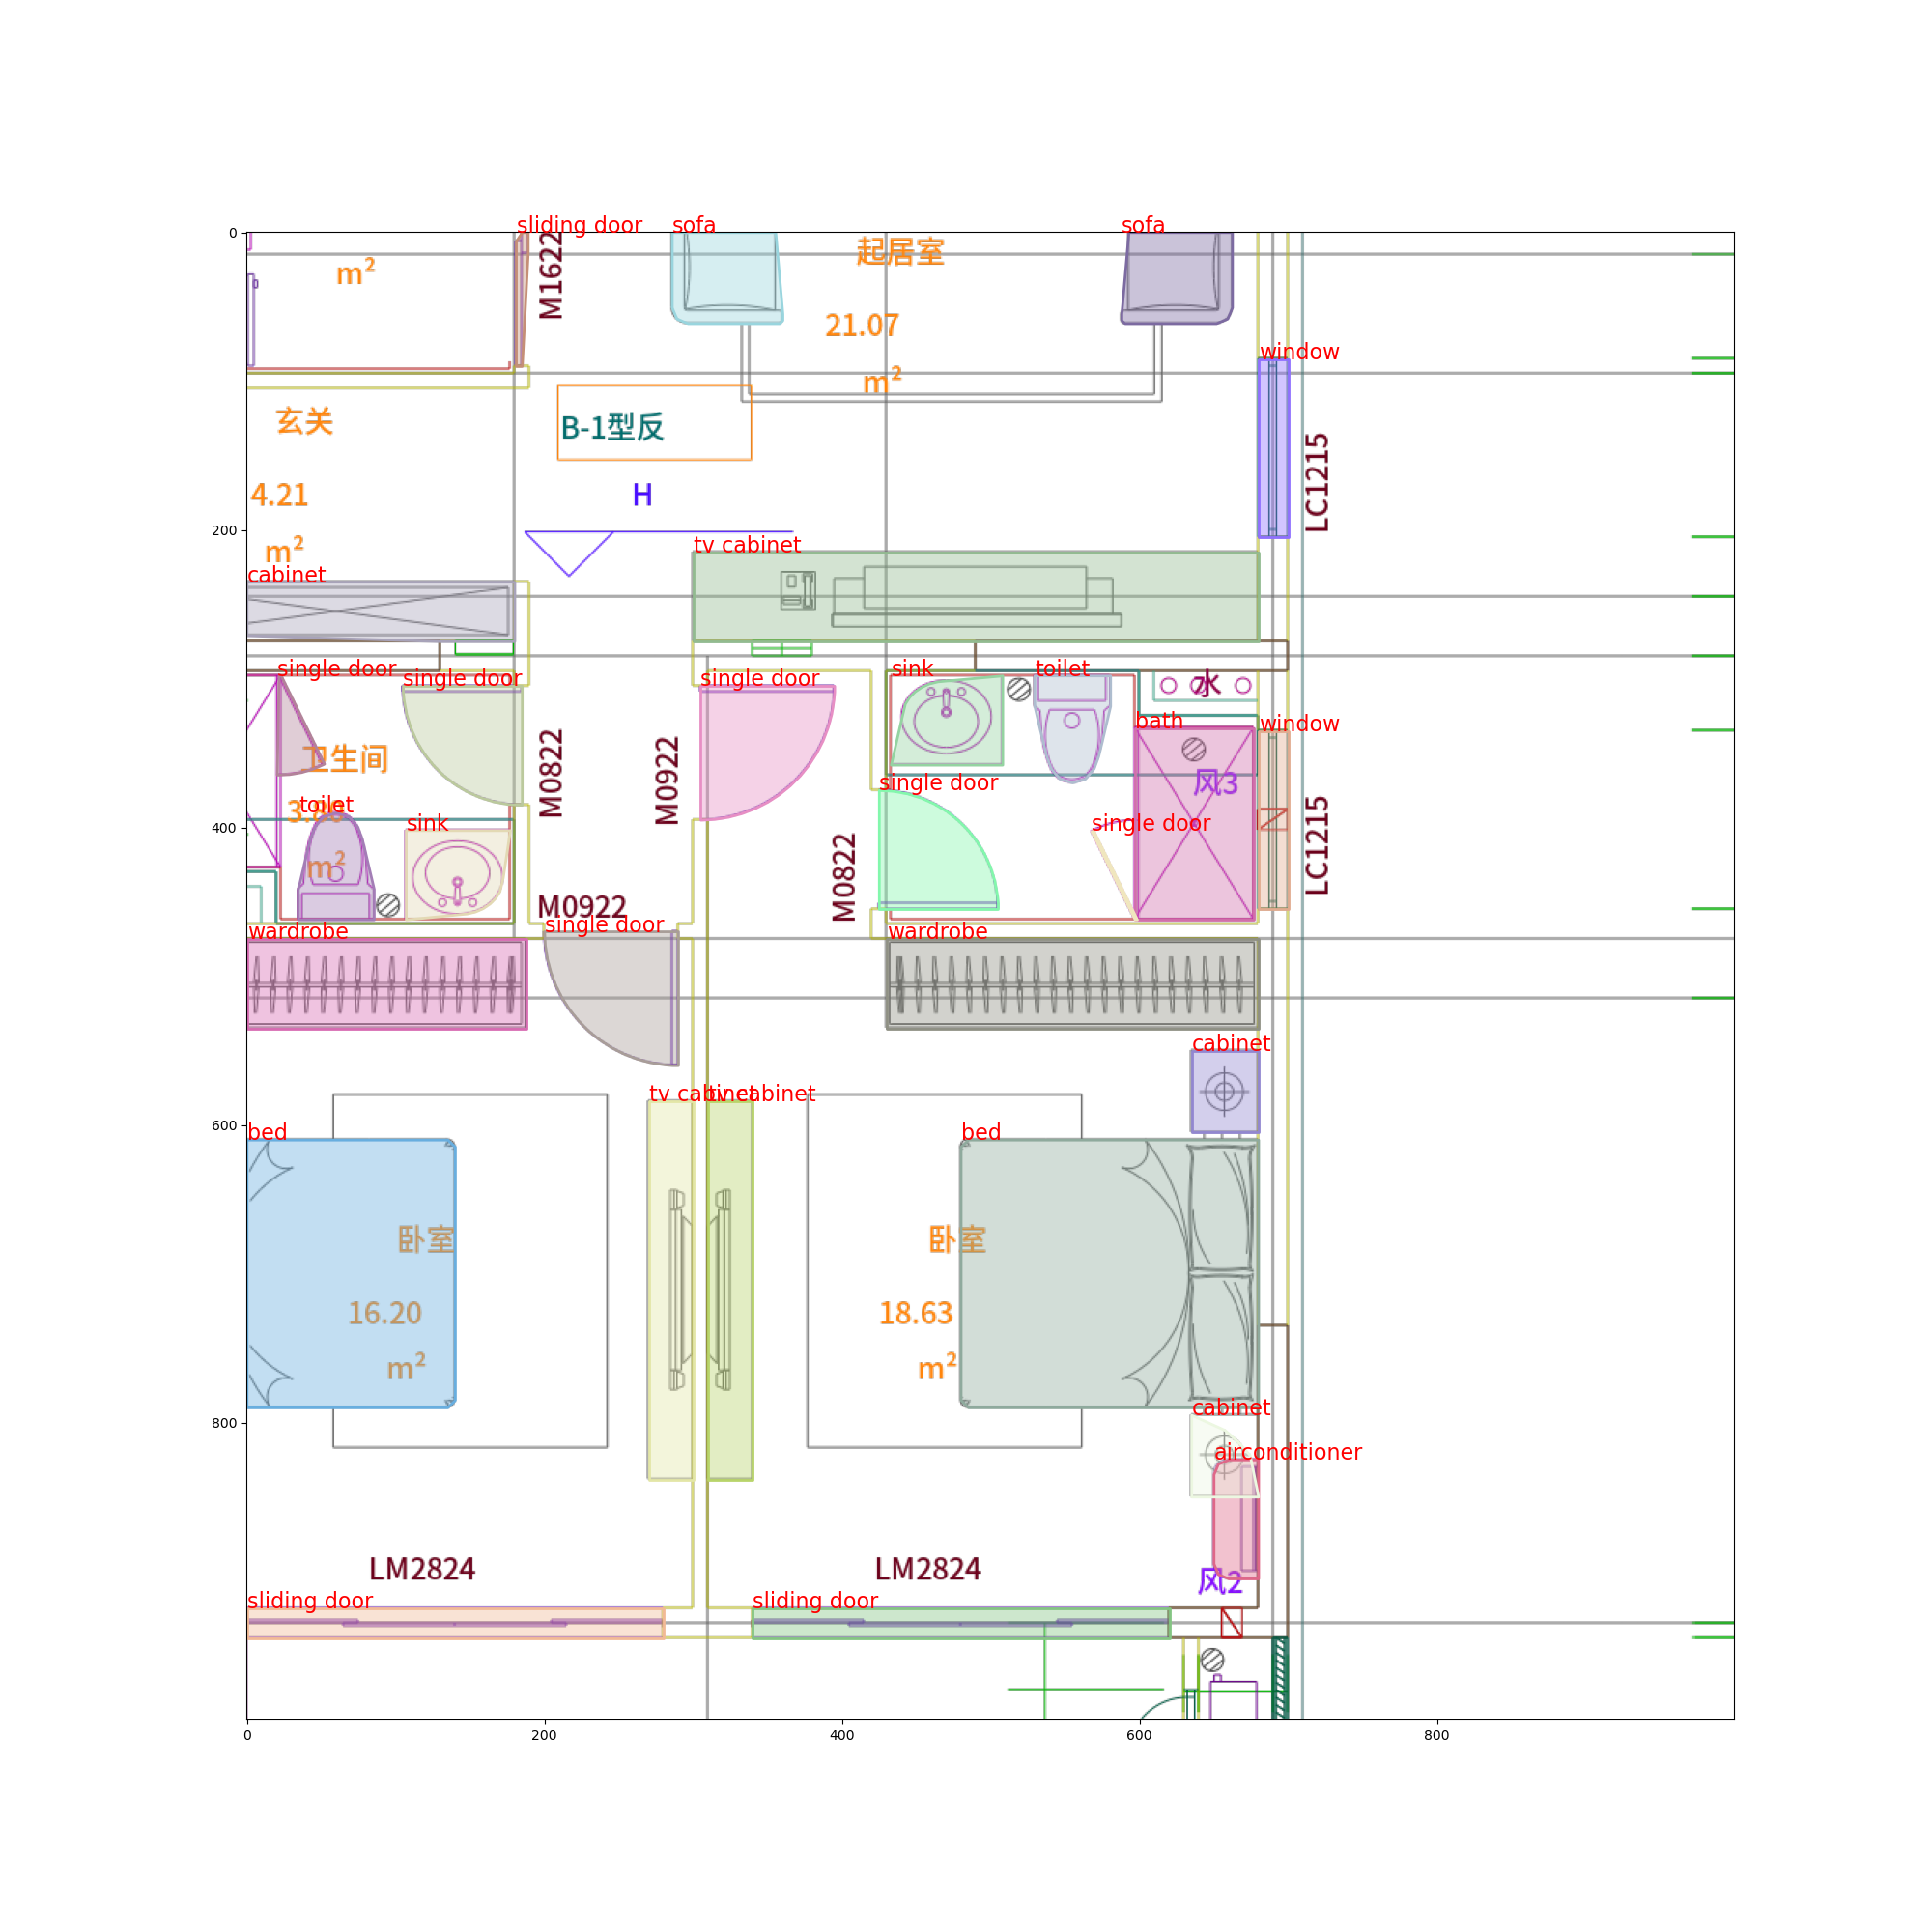 sliding door
sofa
sofa
M1622
起居室
m²
21.07
window
m²
玄关
B-1型反
LC1215
4.21
H
m²
tv cabinet
cabinet
single door
single door
single door
sink
toilet
水
bath
window
卫生间
M0822
M0922
风3
single door
3.88
toilet
sink
single door
LC1215
m²
M0822
M0922
single door
wardrobe
wardrobe
cabinet
tv cabinet
tv cabinet
bed
bed
卧室
卧室
16.20
18.63
m²
m²
cabinet
airconditioner
LM2824
LM2824
风2
sliding door
sliding door
0
200
400
600
800
0
200
400
600
800